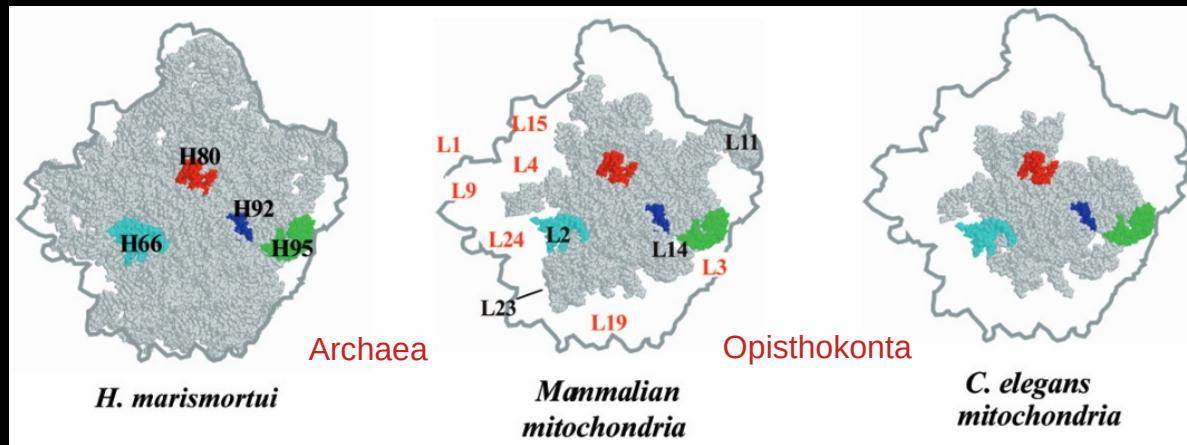 H80
H92
H66
H95
Archaea
H. marismortui
L15
L1
L4
L11
L9
L24
L2
L14
L3
L23
L19
Mammalian
mitochondria
Opisthokonta
C. elegans
mitochondria